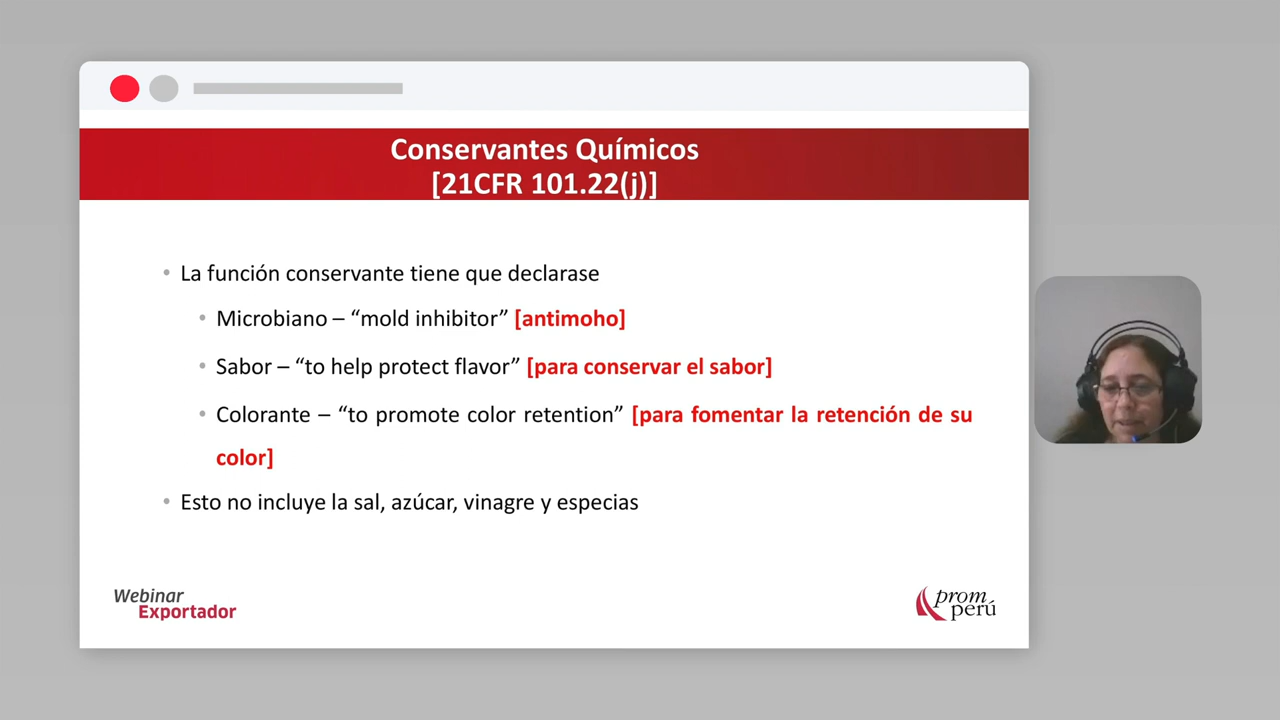 Conservantes Químicos
[21CFR 101.22(j)]
• La función conservante tiene que declarase
• Microbiano – “mold inhibitor” [antimoho]
• Sabor – “to help protect flavor” [para conservar el sabor]
• Colorante – “to promote color retention” [para fomentar la retención de su
color]
• Esto no incluye la sal, azúcar, vinagre y especias
Webinar
Exportador
prom
perú